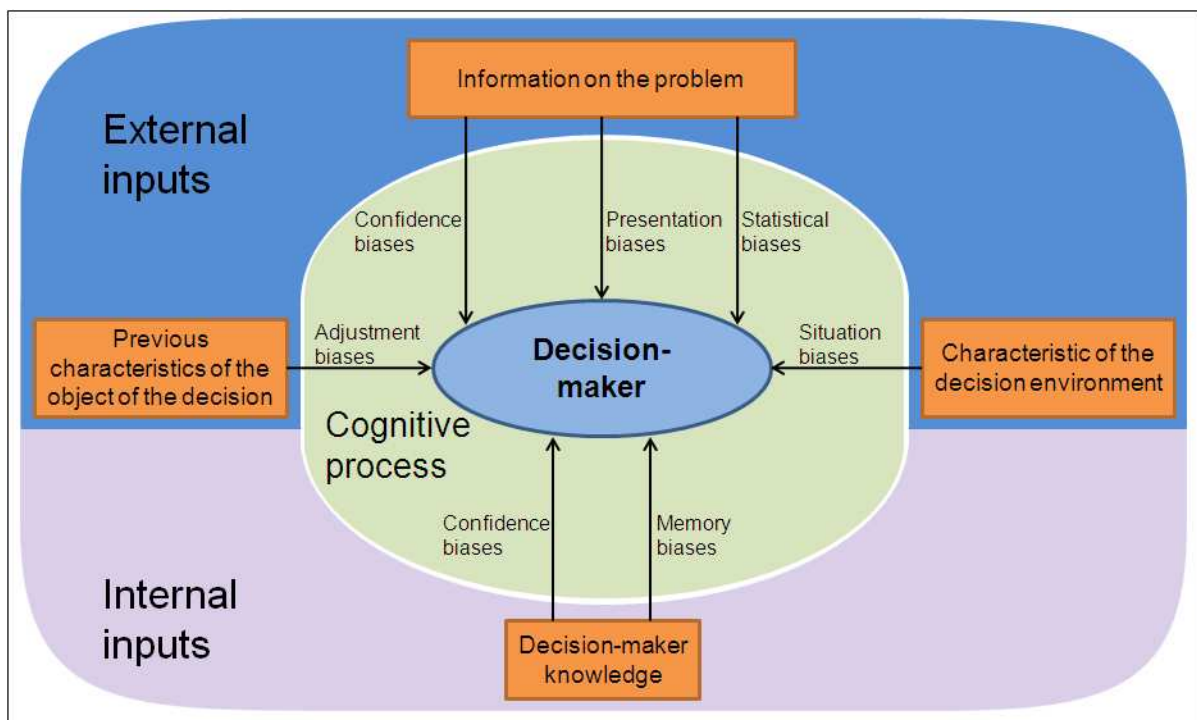 Information on the problem
External
inputs
Confidence
biases
Presentation
biases
Statistical
biases
Previous
characteristics of the
object of the decision
Adjustment
biases
Decision-
maker
Situation
biases
Characteristic of the
decision environment
Cognitive
process
Confidence
biases
Memory
biases
Internal
inputs
Decision-maker
knowledge